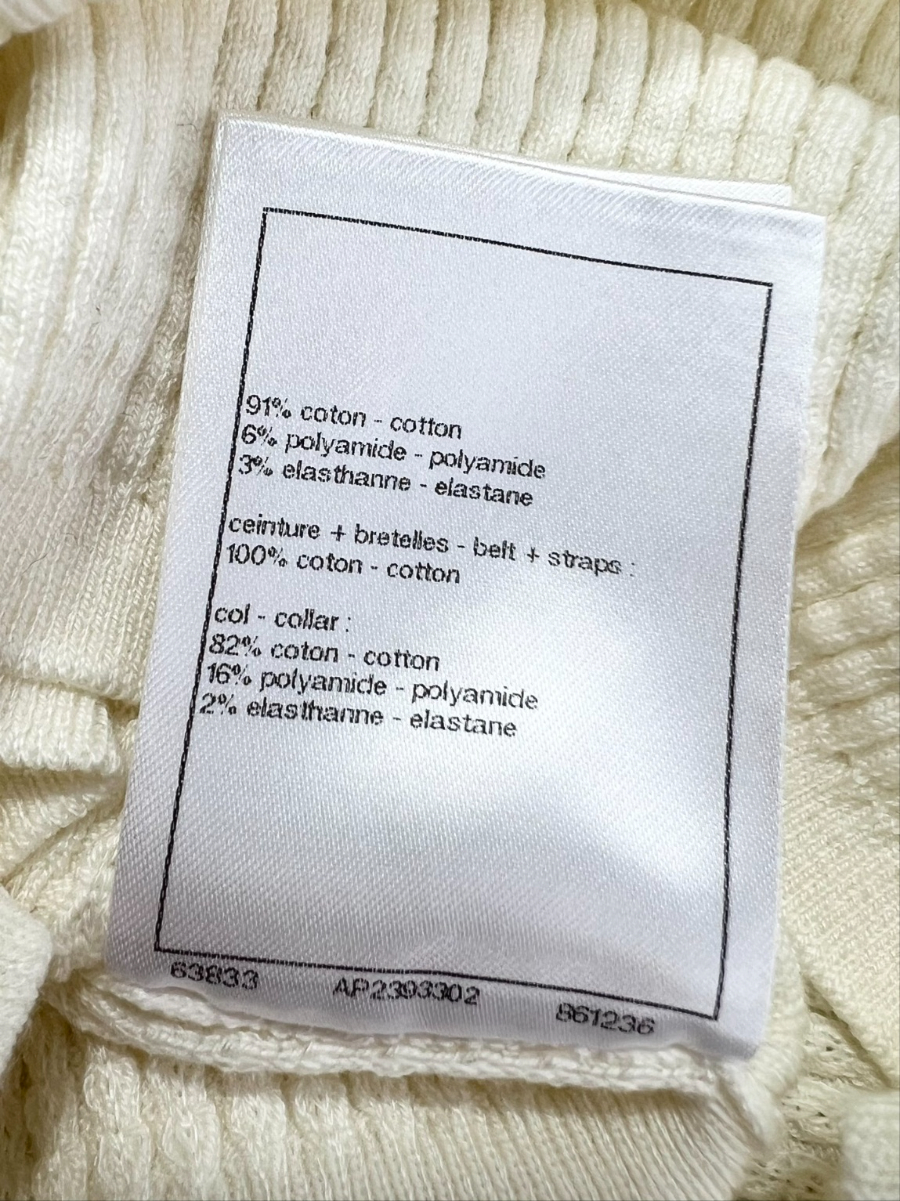 91% coton - cotton
6% polyamide - polyamide
3% elasthanne - elastane
ceinture + bretelles - belt + straps :
100% coton - cotton
col - collar :
82% coton - cotton
16% polyamide - polyamide
2% elasthanne - elastane
63833 AP2393302 861236